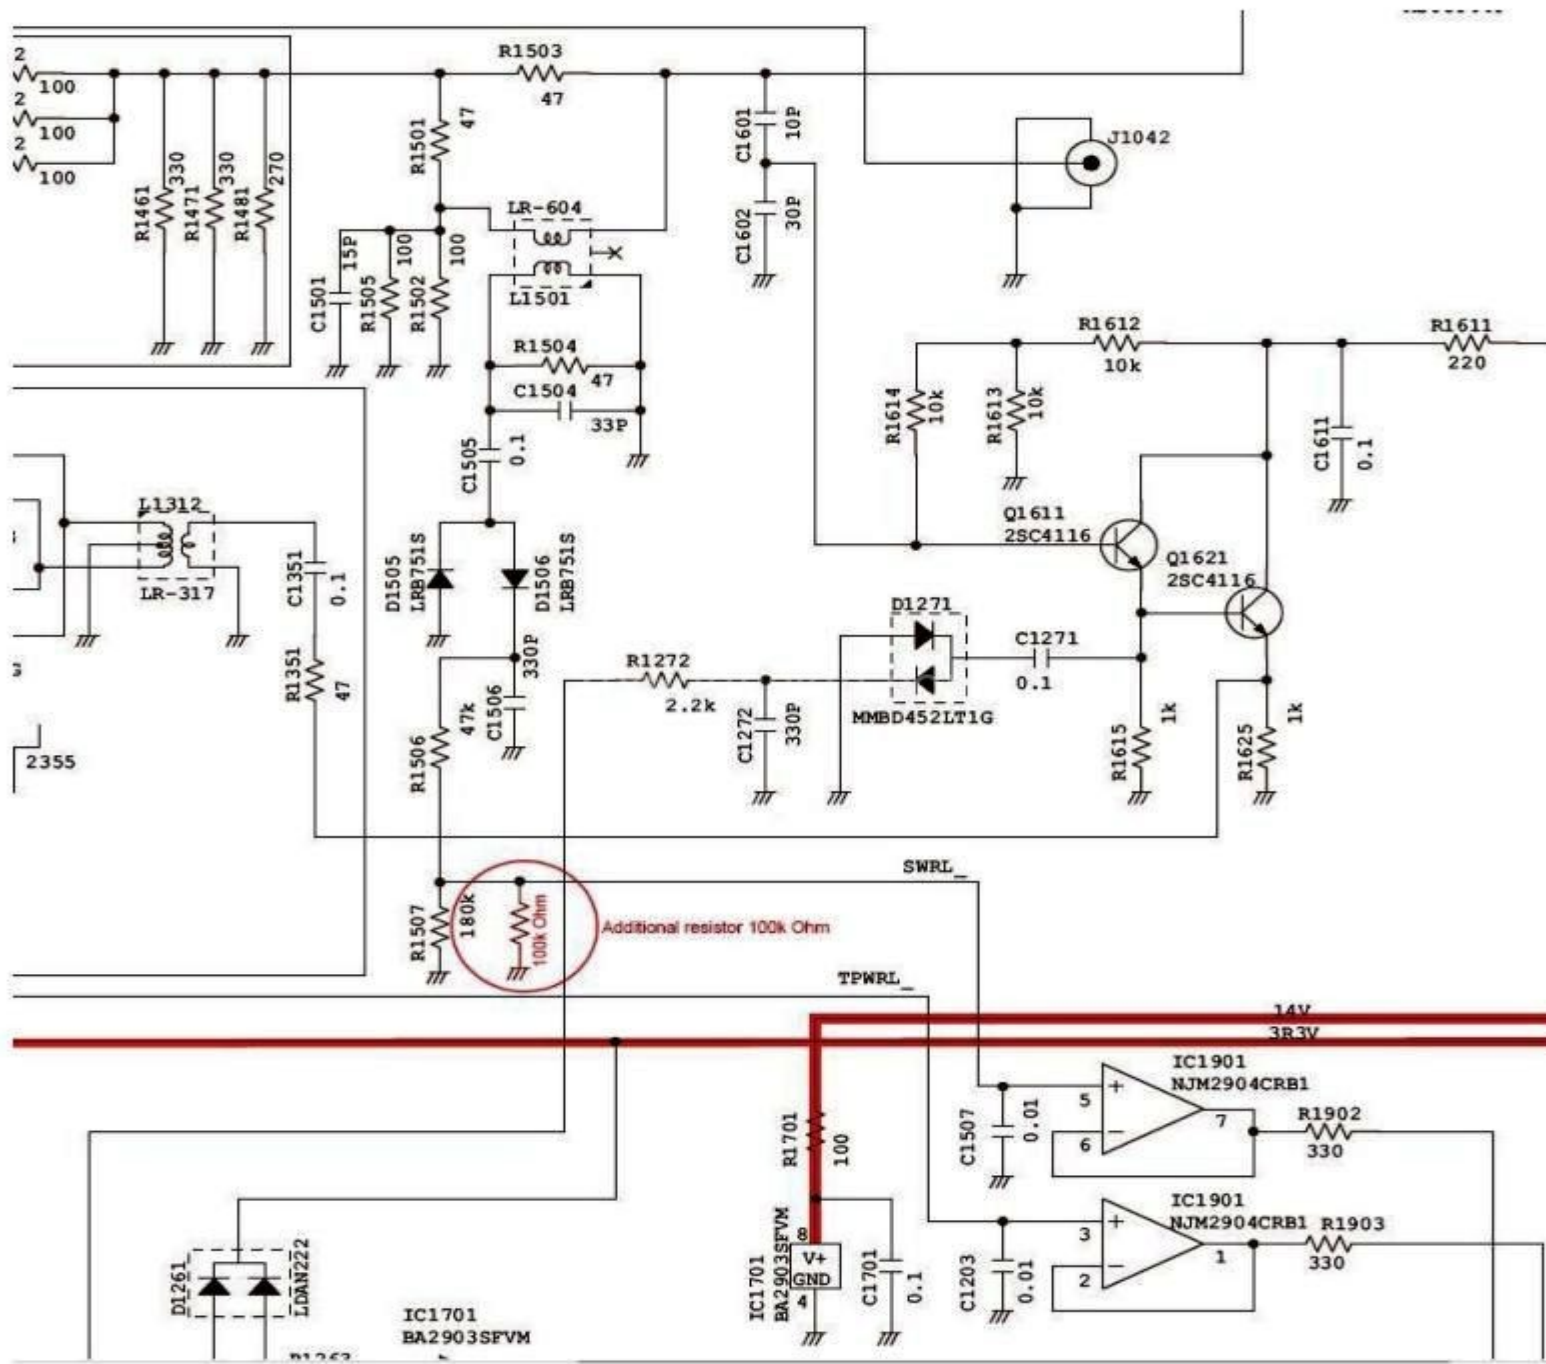 R1503
47
2
100
2
100
2
100
R1461
330
R1471
330
R1481
270
R1501
47
LR-604
L1501
C1501
15P
R1505
100
R1502
100
C1601
10P
C1602
30P
J1042
R1504
47
C1504
33P
C1505
0.1
R1612
10k
R1611
220
R1614
10k
R1613
10k
C1611
0.1
Q1611
2SC4116
Q1621
2SC4116
L1312
LR-317
C1351
0.1
R1351
47
2355
D1505
LRB751S
D1506
LRB751S
330P
C1506
R1506
47k
R1272
2.2k
C1272
330P
D1271
MMBD452LT1G
C1271
0.1
R1615
1k
R1625
1k
SWRL_
R1507
180k
100k Ohm
Additional resistor 100k Ohm
TPWRL_
14V
3R3V
IC1901
NJM2904CRB1
5
6
7
+
−
C1507
0.01
R1902
330
R1701
100
IC1901
NJM2904CRB1
3
2
1
+
−
C1203
0.01
R1903
330
IC1701
BA2903SFVM
8
V+
GND
4
C1701
0.1
D1261
LDAN222
IC1701
BA2903SFVM